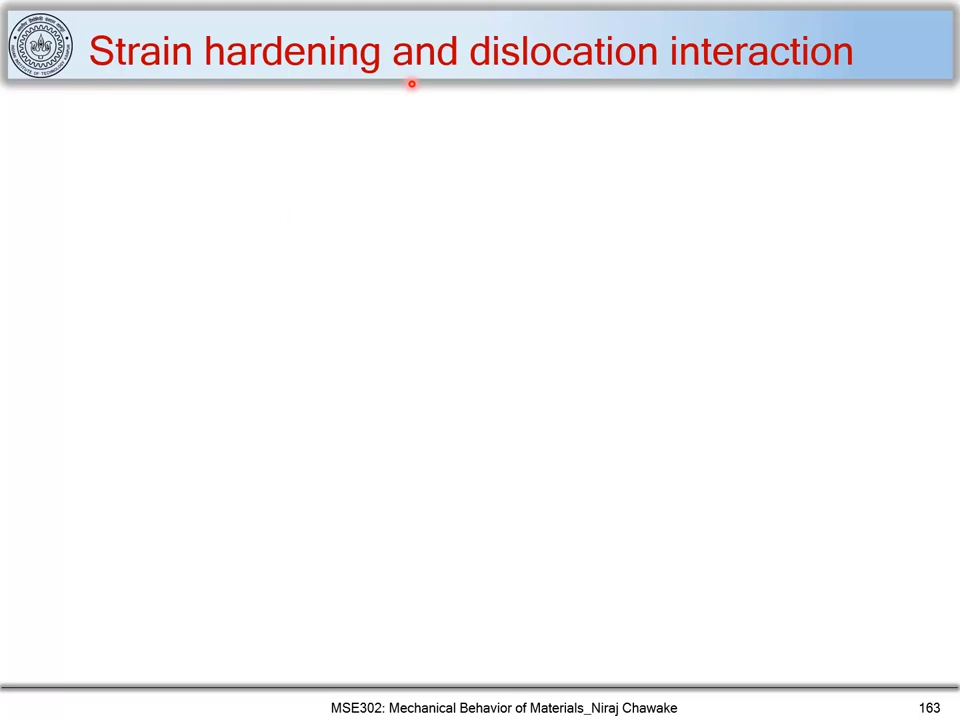 Strain hardening and dislocation interaction
MSE302: Mechanical Behavior of Materials_Niraj Chawake
163